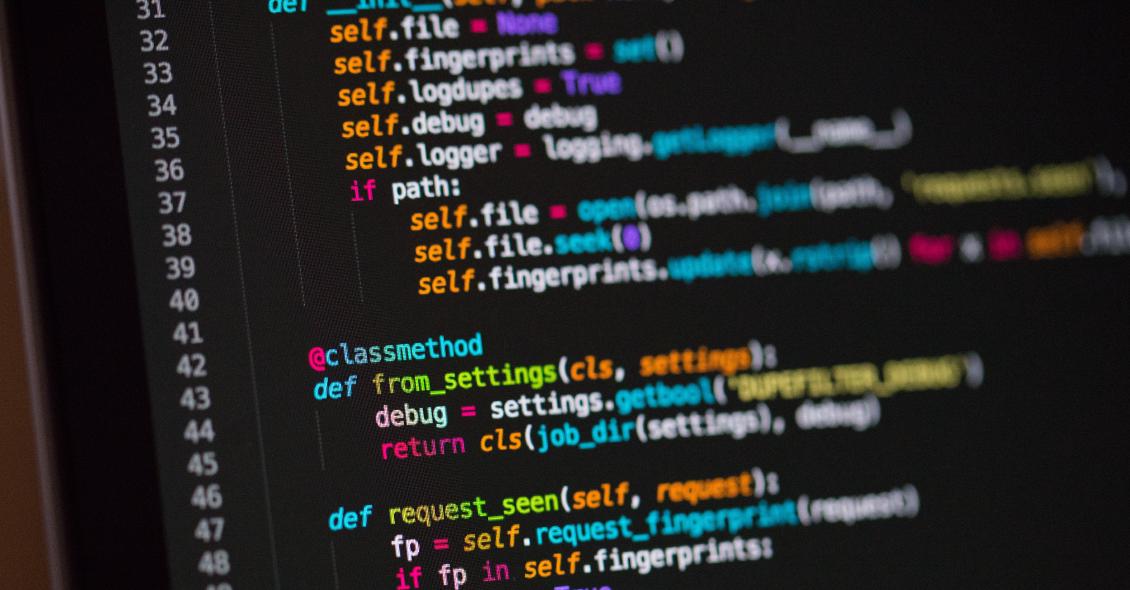 31 def __init__(self,
32 self.file = None
33 self.fingerprints = set()
34 self.logdupes = True
35 self.debug = debug
36 self.logger = logging.getLogger(__name__)
37 if path:
38 self.file = open(os.path.join(path, 'requests.seen'),
39 self.file.seek(0)
40 self.fingerprints.update(x.rstrip() for x in self.
41
42 @classmethod
43 def from_settings(cls, settings):
44 debug = settings.getbool('DUPEFILTER_DEBUG')
45 return cls(job_dir(settings), debug)
46
47 def request_seen(self, request):
48 fp = self.request_fingerprint(request)
if fp in self.fingerprints:
True